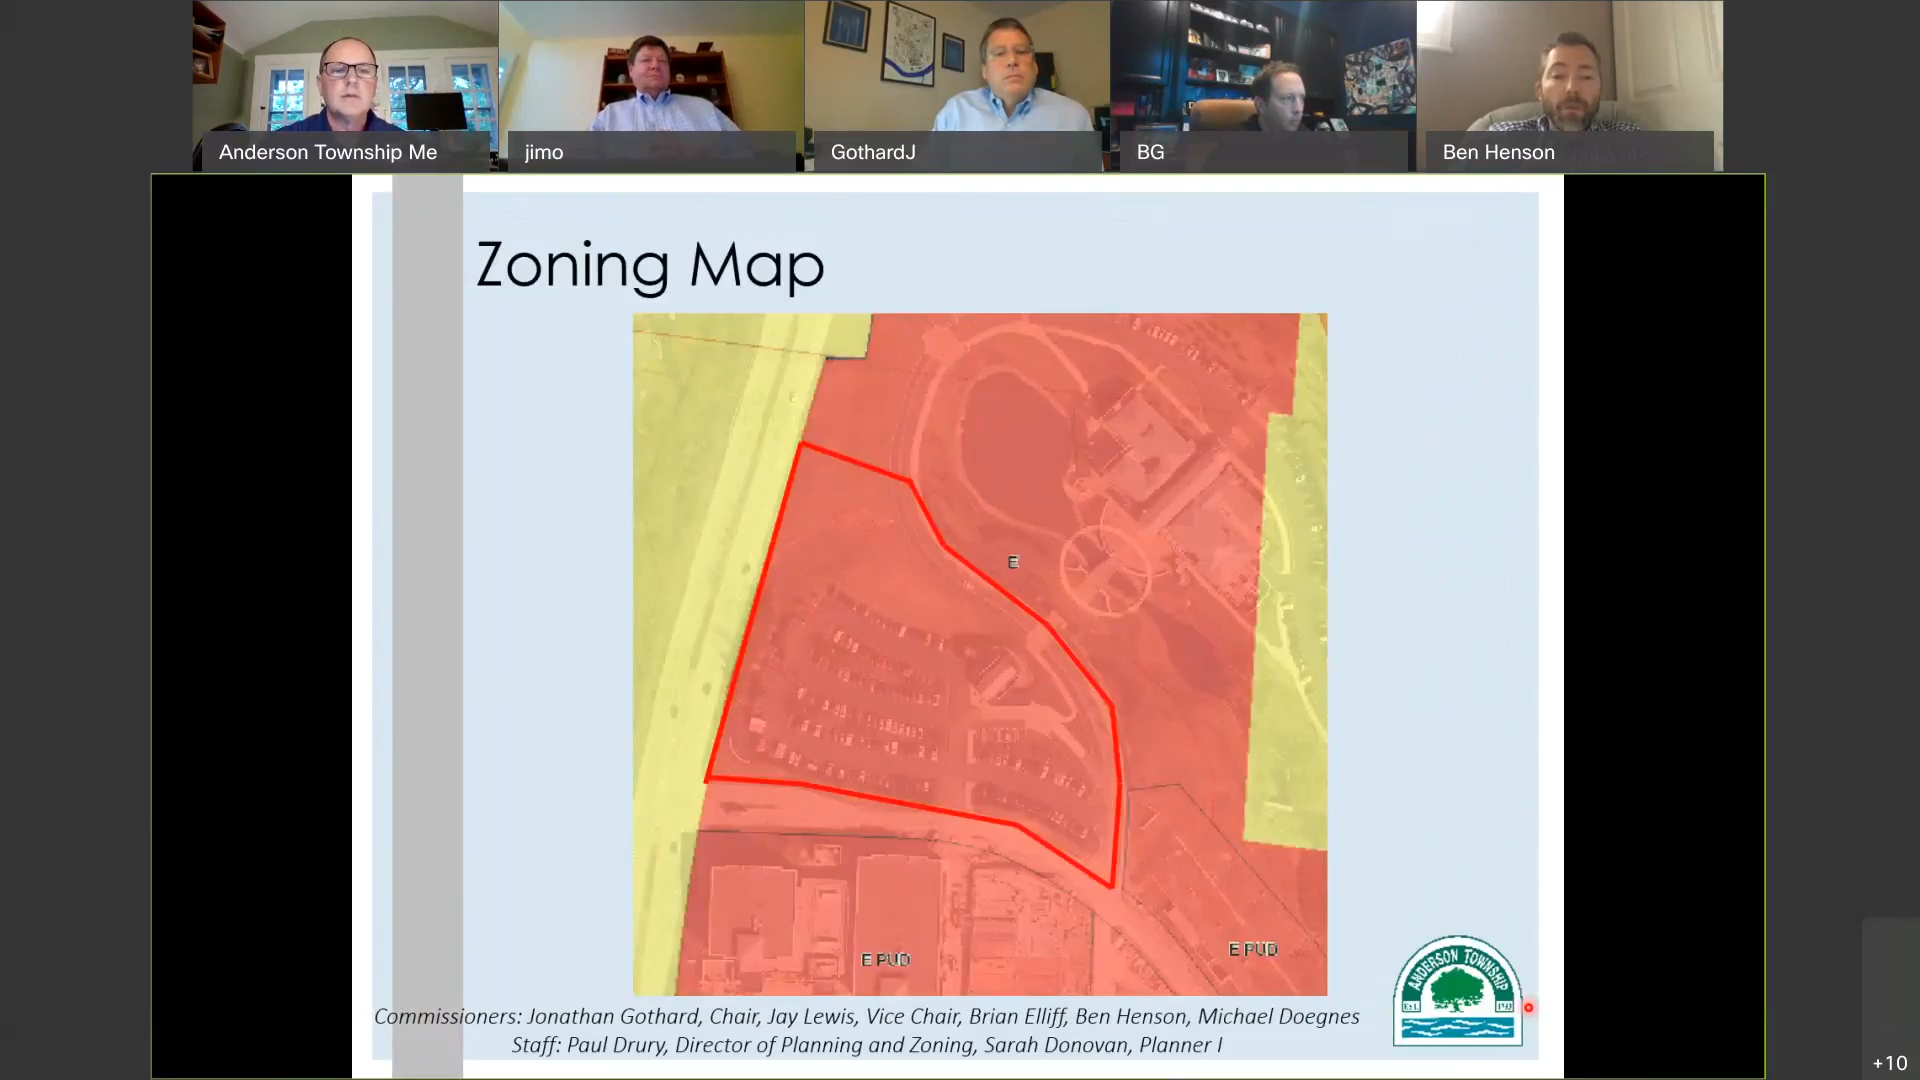 Anderson Township Me
jimo
GothardJ
BG
Ben Henson
Zoning Map
E
E PUD
E PUD
ANDERSON TOWNSHIP
EST. 1793
Commissioners: Jonathan Gothard, Chair, Jay Lewis, Vice Chair, Brian Elliff, Ben Henson, Michael Doegnes
Staff: Paul Drury, Director of Planning and Zoning, Sarah Donovan, Planner I
+10